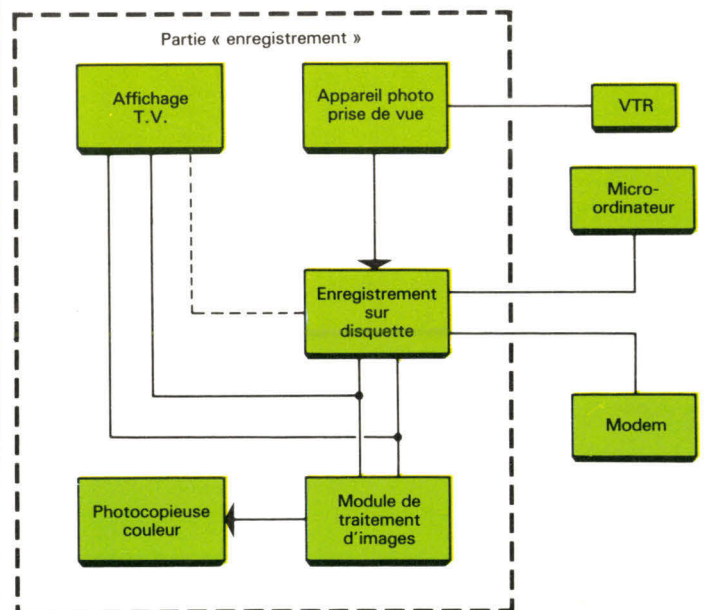 Partie « enregistrement »
Affichage
T.V.
Appareil photo
prise de vue
VTR
Micro-
ordinateur
Enregistrement
sur
disquette
Modem
Photocopieuse
couleur
Module de
traitement
d'images